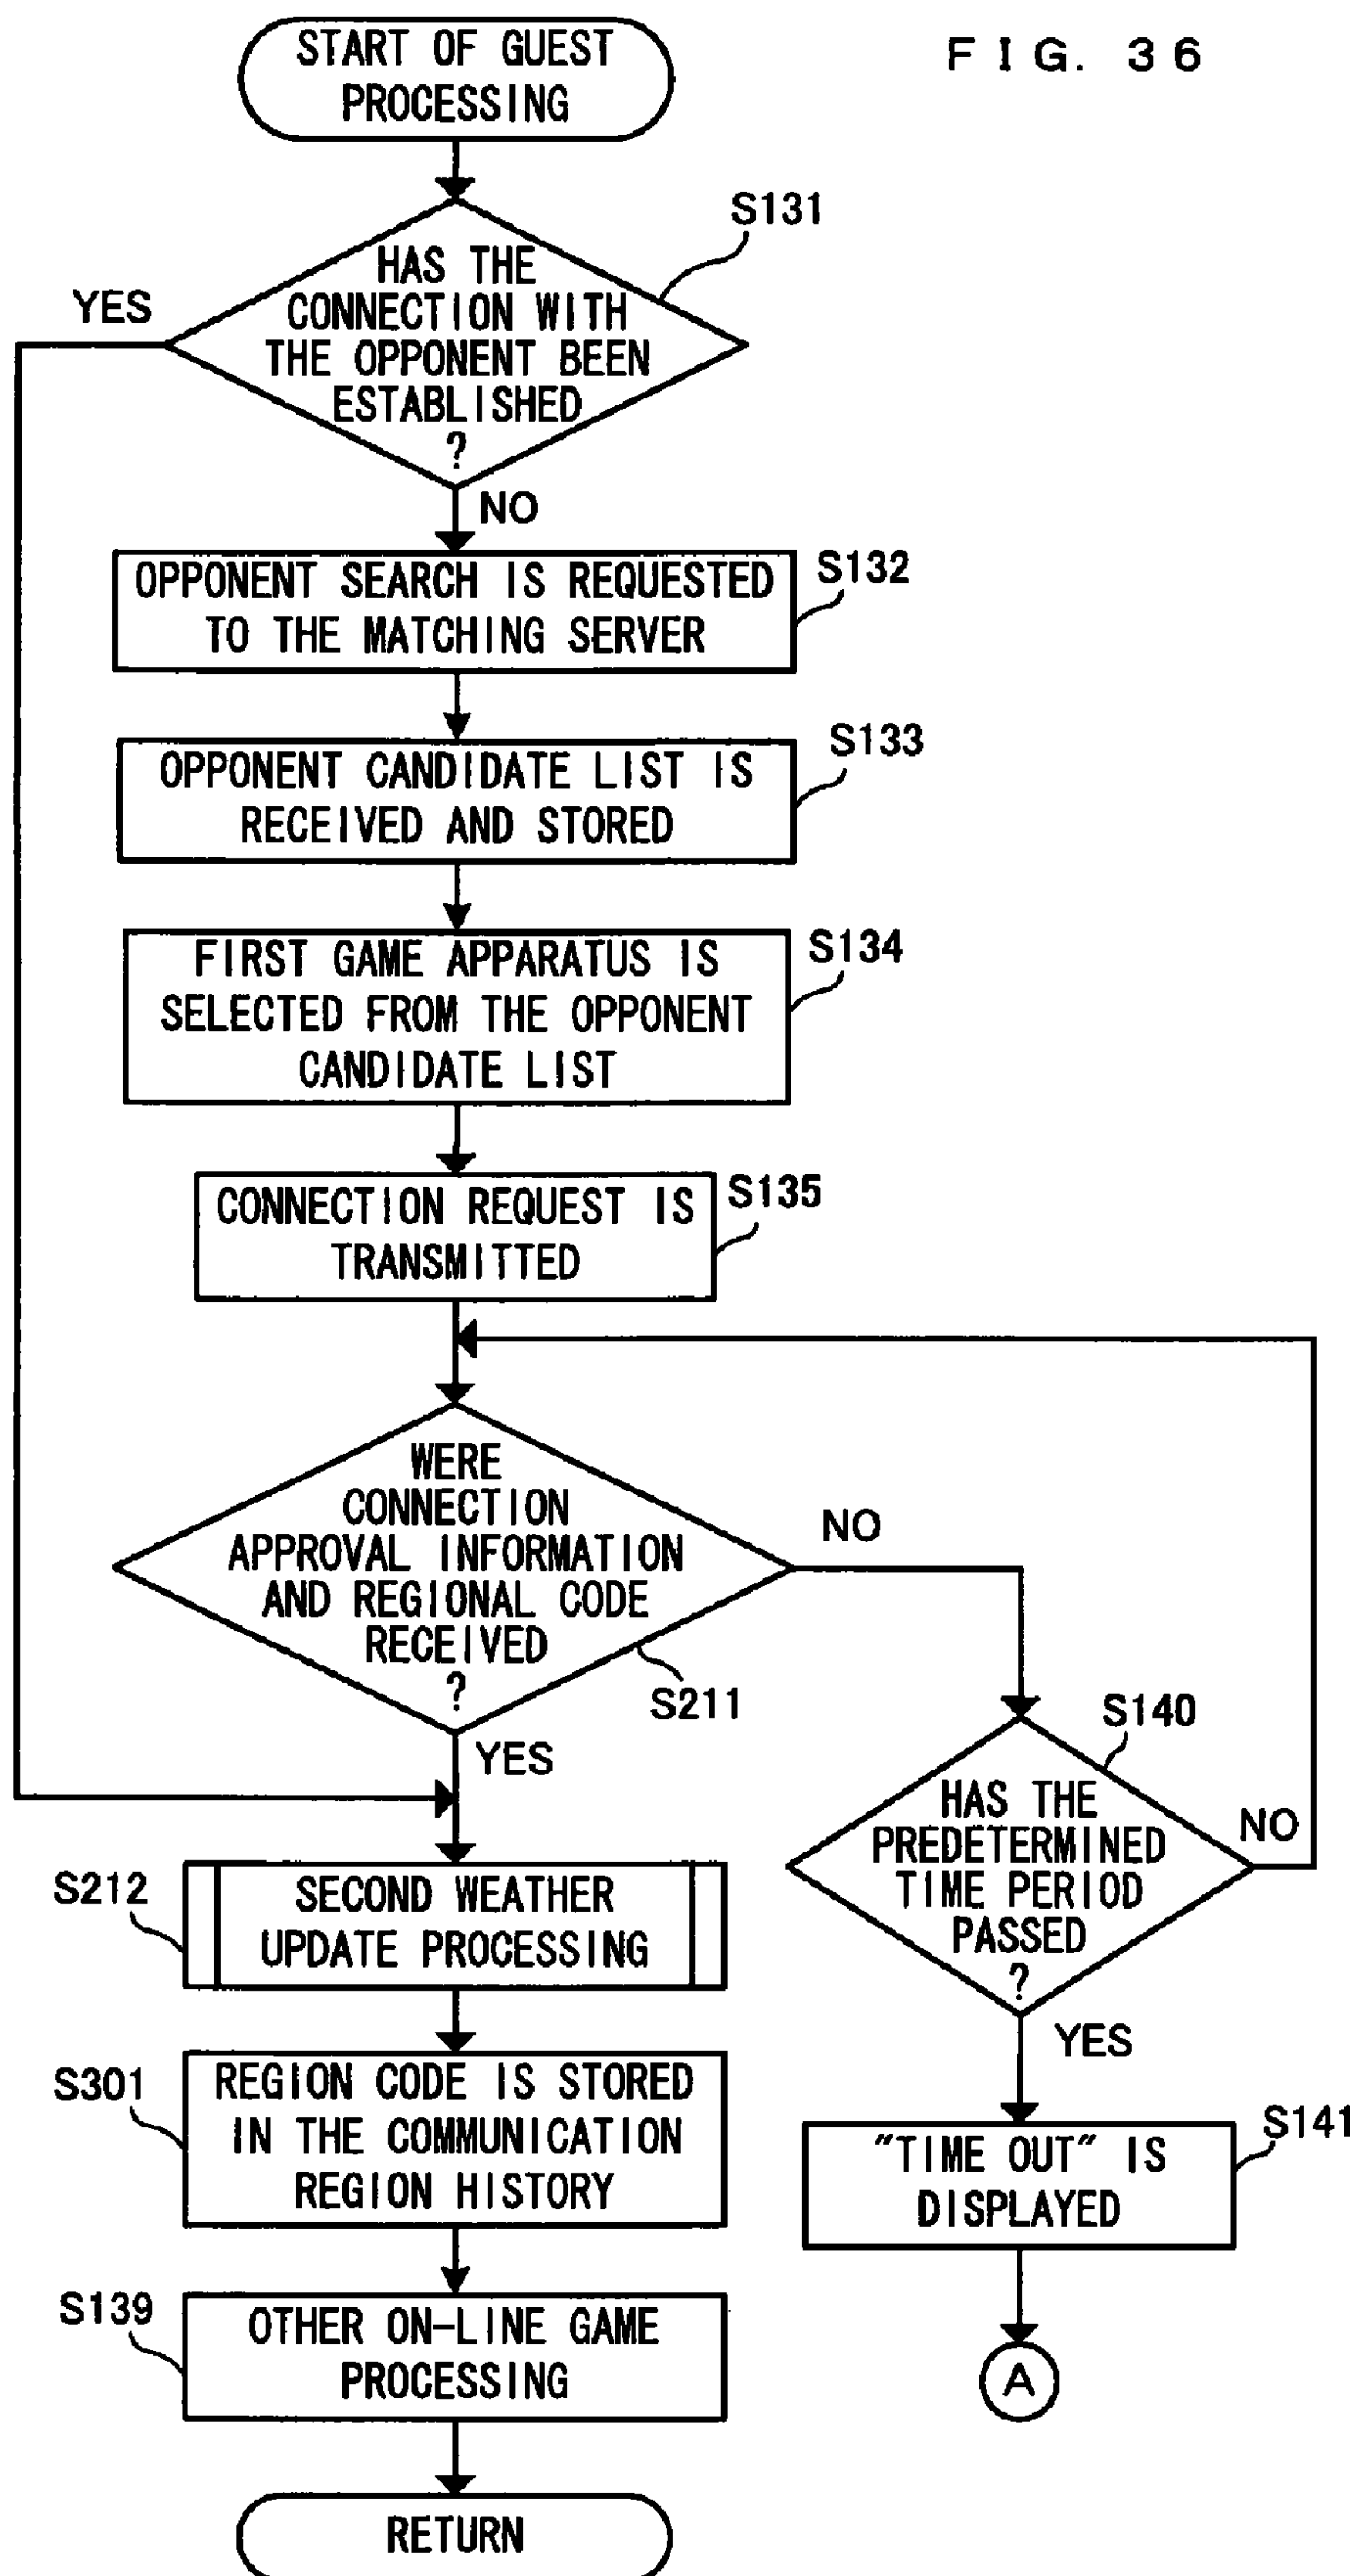 START OF GUEST
PROCESSING
FIG. 36
S131
HAS THE
CONNECTION WITH
THE OPPONENT BEEN
ESTABLISHED
?
YES
NO
OPPONENT SEARCH IS REQUESTED
TO THE MATCHING SERVER
S132
OPPONENT CANDIDATE LIST IS
RECEIVED AND STORED
S133
FIRST GAME APPARATUS IS
SELECTED FROM THE OPPONENT
CANDIDATE LIST
S134
CONNECTION REQUEST IS
TRANSMITTED
S135
WERE
CONNECTION
APPROVAL INFORMATION
AND REGIONAL CODE
RECEIVED
?
NO
S211
YES
S140
HAS THE
PREDETERMINED
TIME PERIOD
PASSED
?
NO
YES
S212
SECOND WEATHER
UPDATE PROCESSING
S301
REGION CODE IS STORED
IN THE COMMUNICATION
REGION HISTORY
S141
"TIME OUT" IS
DISPLAYED
S139
OTHER ON-LINE GAME
PROCESSING
A
RETURN